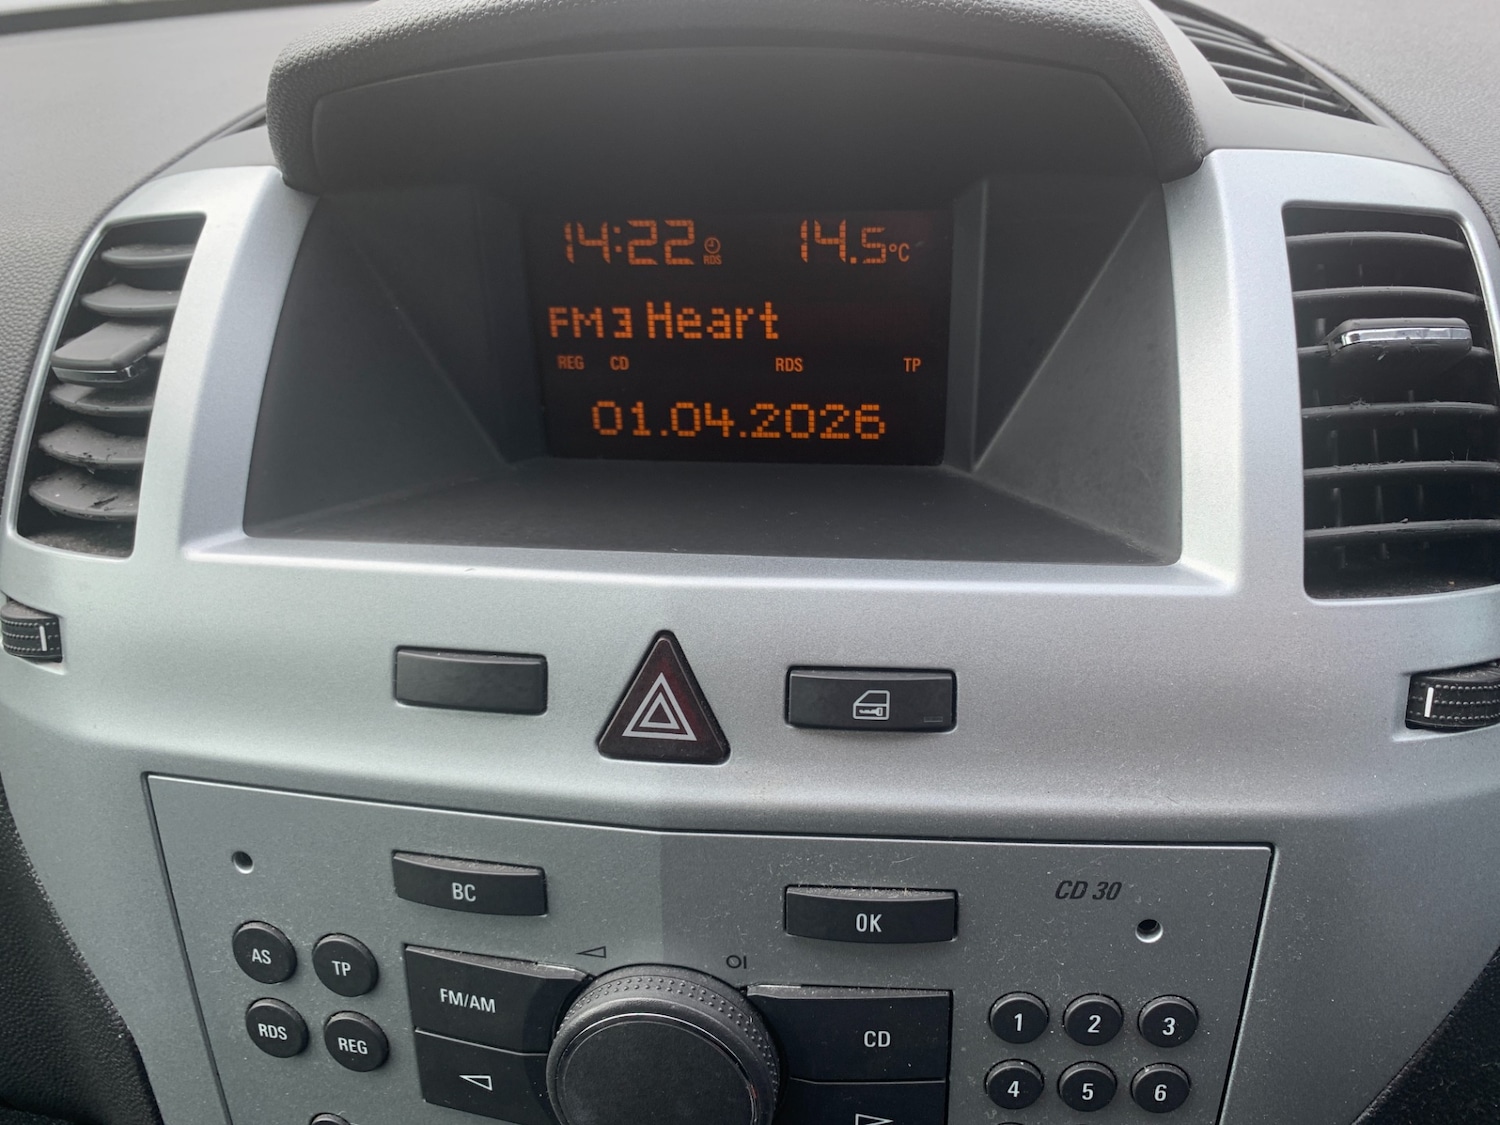 14:22 RDS 14.5°C
FM3 Heart
REG CD RDS TP
01.04.2026
BC
OK
CD 30
AS TP
FM/AM
CD
1 2 3
RDS REG
4 5 6